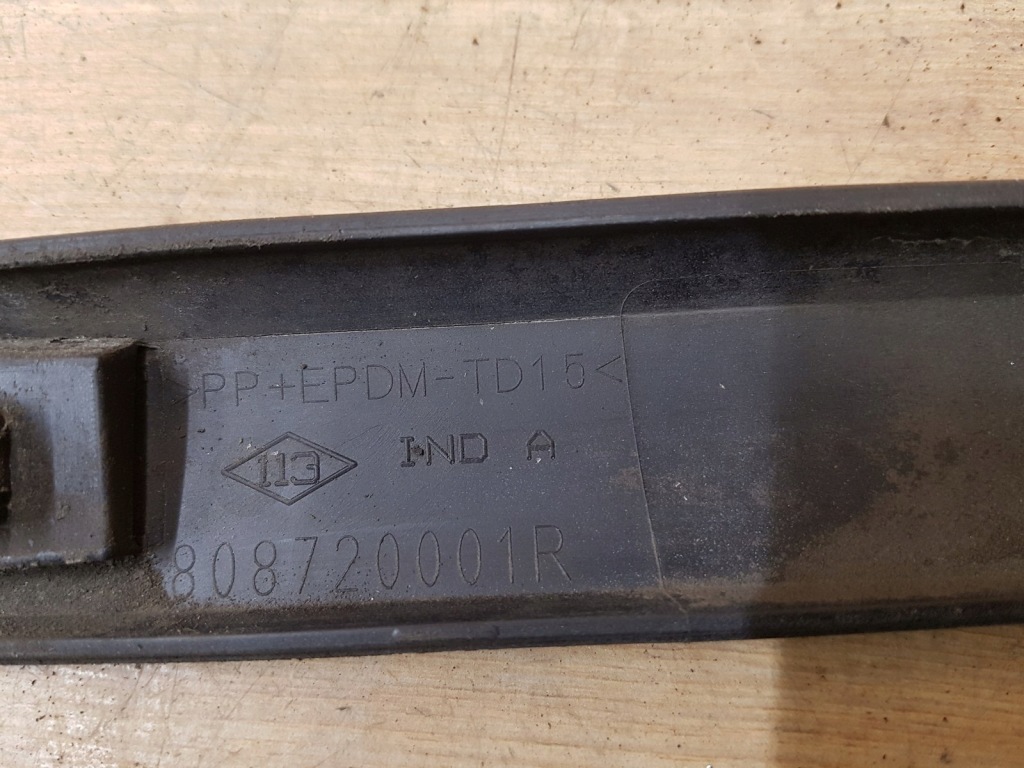 >PP+EPDM-TD15<
113 IND A
808720001R